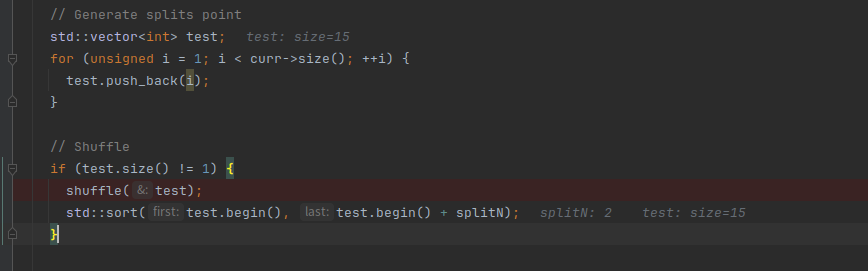 // Generate splits point
std::vector<int> test;   test: size=15
for (unsigned i = 1; i < curr->size(); ++i) {
  test.push_back(i);
}
// Shuffle
if (test.size() != 1) {
  shuffle( &: test);
  std::sort( first: test.begin(), last: test.begin() + splitN);   splitN: 2    test: size=15
}